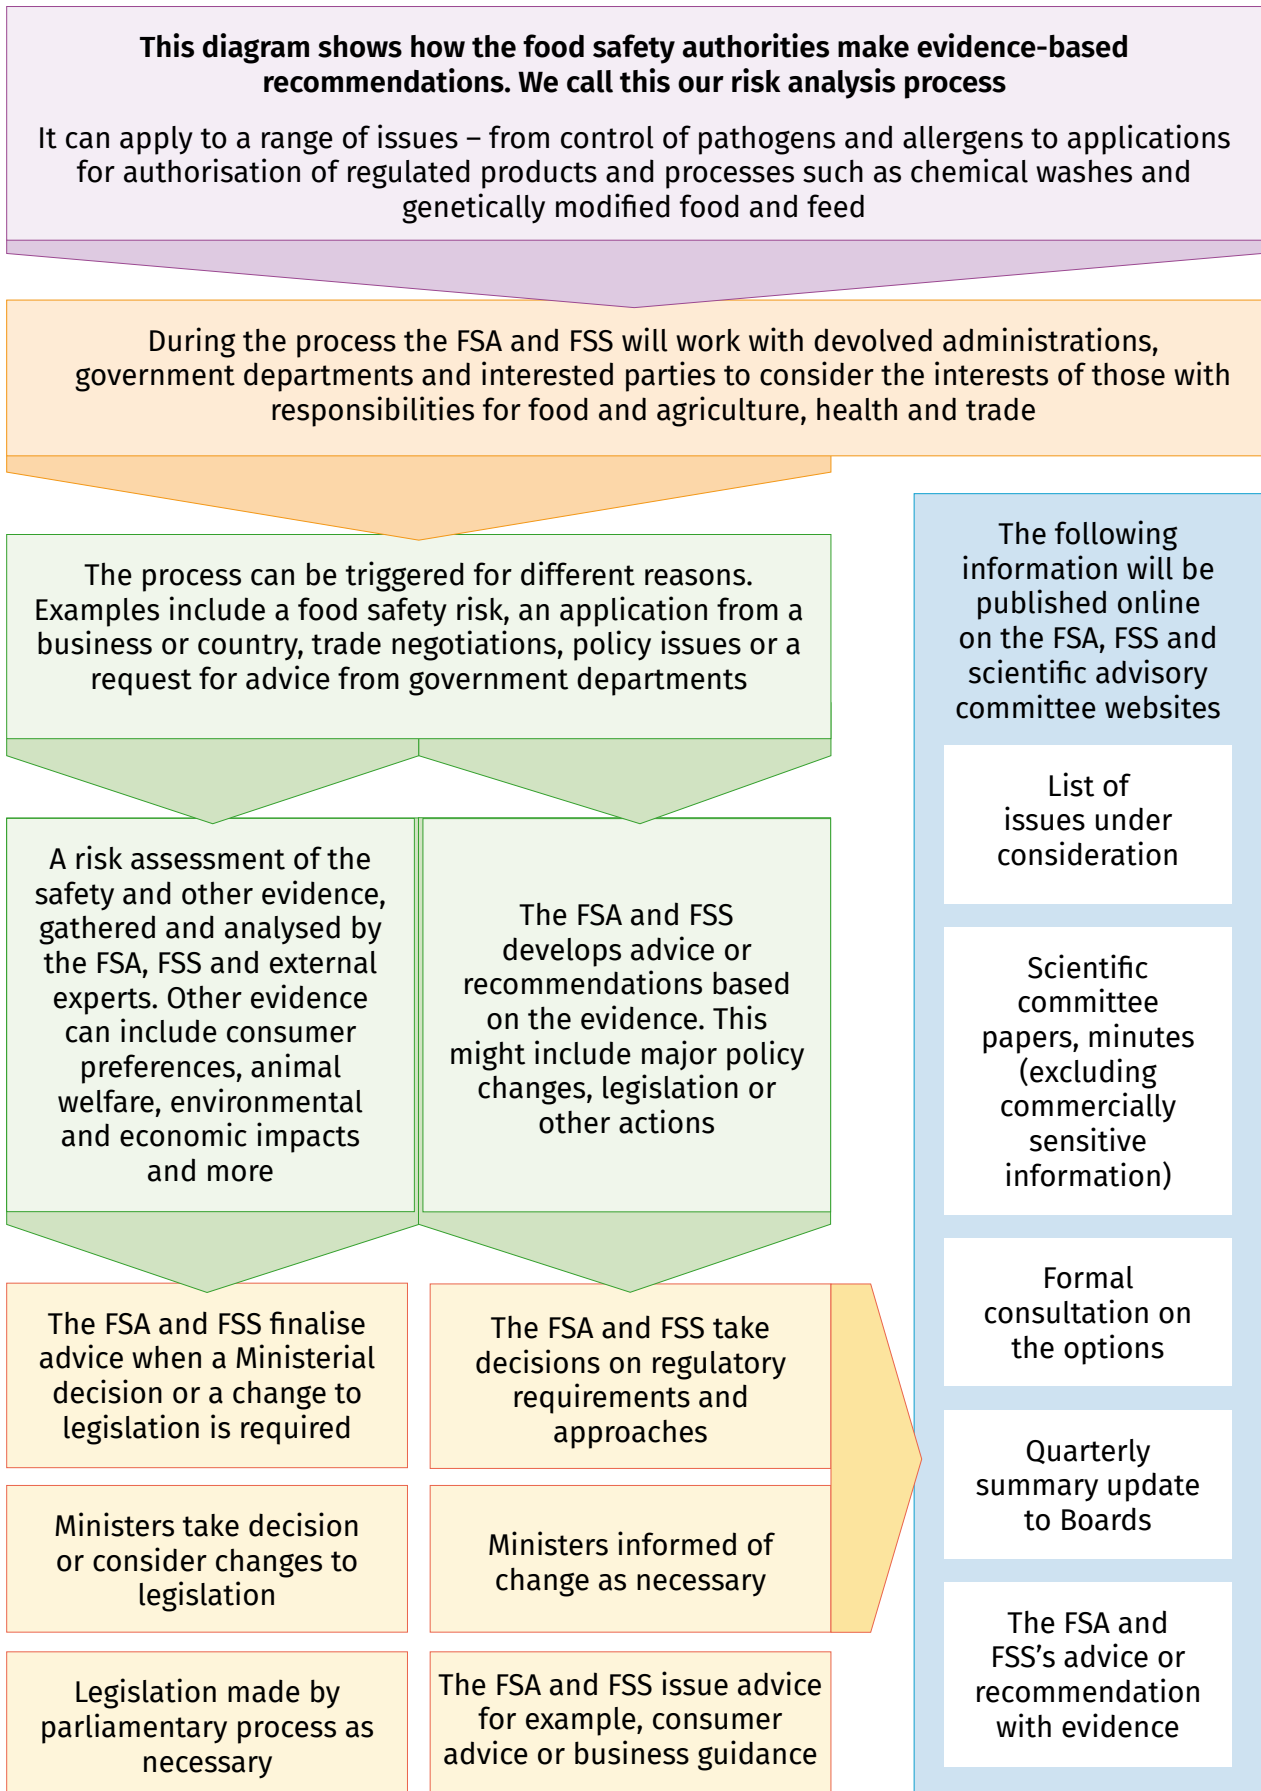 This diagram shows how the food safety authorities make evidence-based
recommendations. We call this our risk analysis process
It can apply to a range of issues – from control of pathogens and allergens to applications
for authorisation of regulated products and processes such as chemical washes and
genetically modified food and feed
During the process the FSA and FSS will work with devolved administrations,
government departments and interested parties to consider the interests of those with
responsibilities for food and agriculture, health and trade
The process can be triggered for different reasons.
Examples include a food safety risk, an application from a
business or country, trade negotiations, policy issues or a
request for advice from government departments
A risk assessment of the
safety and other evidence,
gathered and analysed by
the FSA, FSS and external
experts. Other evidence
can include consumer
preferences, animal
welfare, environmental
and economic impacts
and more
The FSA and FSS
develops advice or
recommendations based
on the evidence. This
might include major policy
changes, legislation or
other actions
The FSA and FSS finalise
advice when a Ministerial
decision or a change to
legislation is required
The FSA and FSS take
decisions on regulatory
requirements and
approaches
Ministers take decision
or consider changes to
legislation
Ministers informed of
change as necessary
Legislation made by
parliamentary process as
necessary
The FSA and FSS issue advice
for example, consumer
advice or business guidance
The following
information will be
published online
on the FSA, FSS and
scientific advisory
committee websites
List of
issues under
consideration
Scientific
committee
papers, minutes
(excluding
commercially
sensitive
information)
Formal
consultation on
the options
Quarterly
summary update
to Boards
The FSA and
FSS’s advice or
recommendation
with evidence